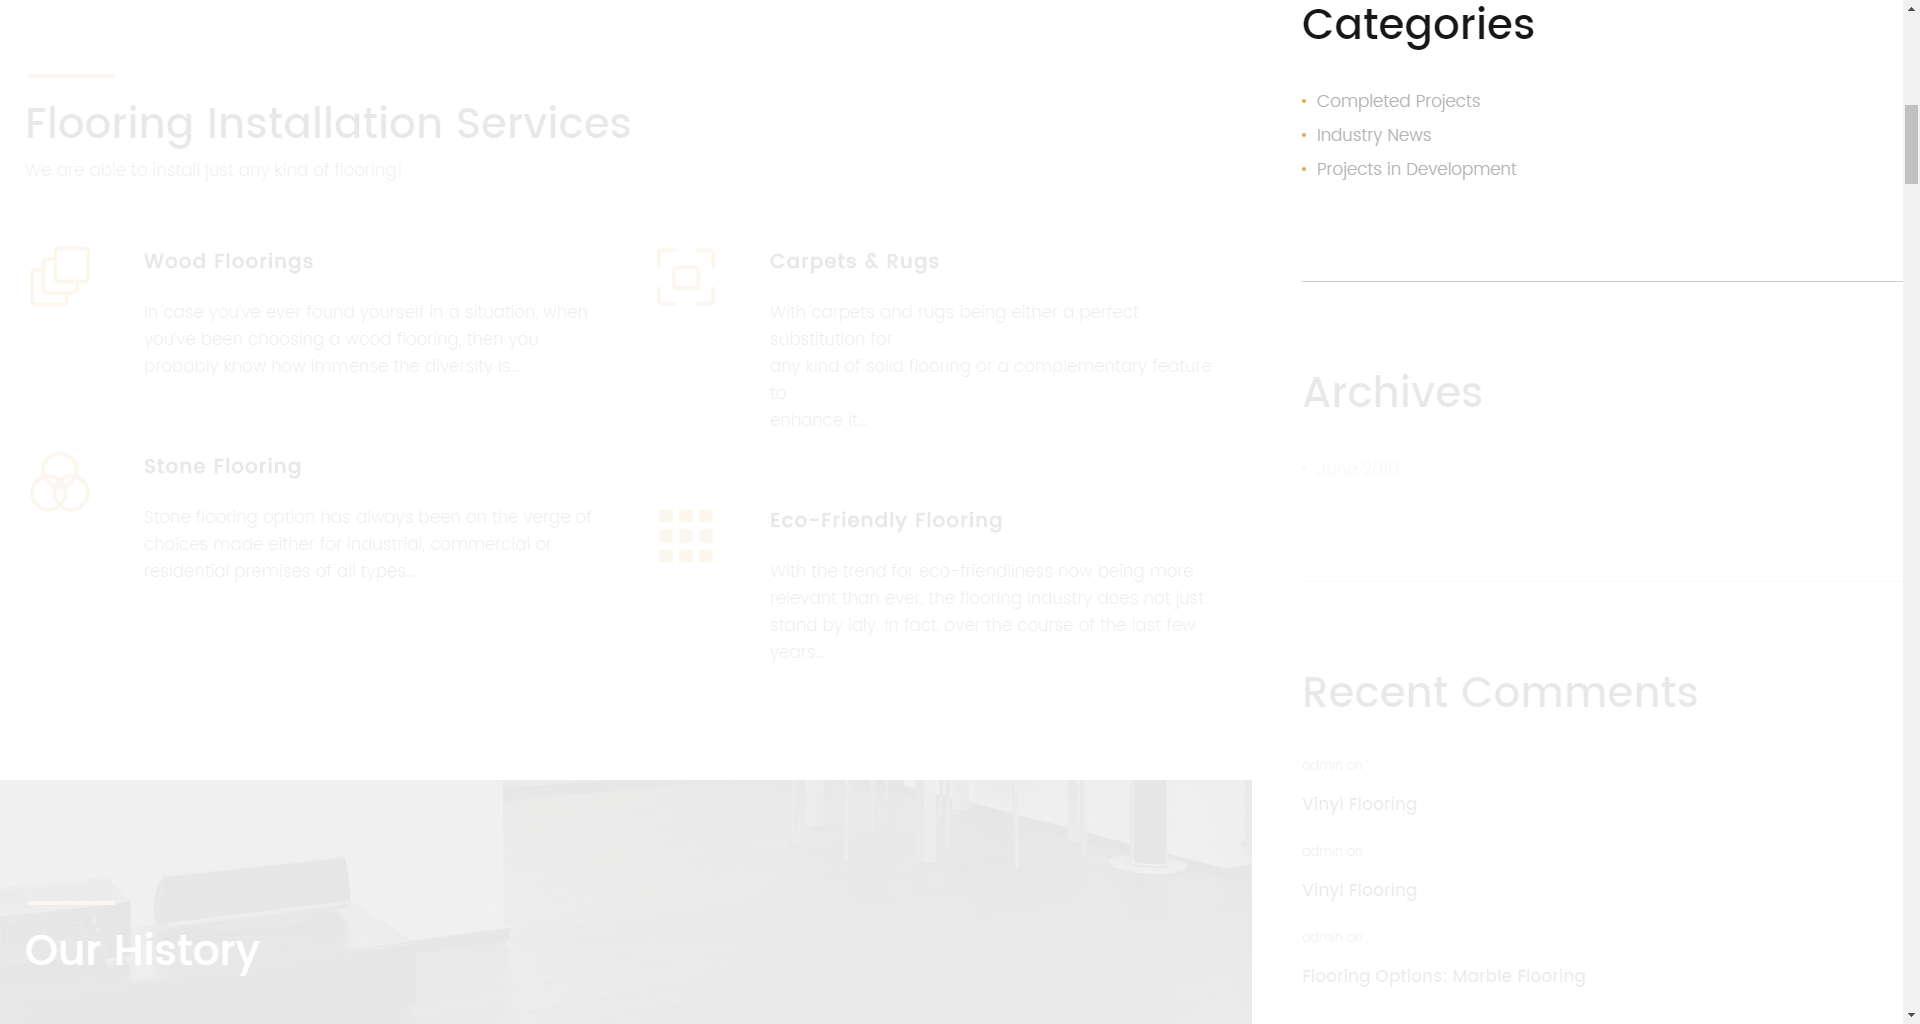 Flooring Installation Services
We are able to install just any kind of flooring!
Wood Floorings
In case you've ever found yourself in a situation, when
you've been choosing a wood flooring, then you
probably know how immense the diversity is...
Stone Flooring
Stone flooring option has always been on the verge of
choices made either for industrial, commercial or
residential premises of all types...
Carpets & Rugs
With carpets and rugs being either a perfect
substitution for
any kind of solid flooring or a complementary feature
to
enhance it...
Eco-Friendly Flooring
With the trend for eco-friendliness now being more
relevant than ever, the flooring industry does not just
stand by idly. In fact, over the course of the last few
years...
Our History
Categories
Completed Projects
Industry News
Projects in Development
Archives
June 2016
Recent Comments
admin on
Vinyl Flooring
admin on
Vinyl Flooring
admin on
Flooring Options: Marble Flooring